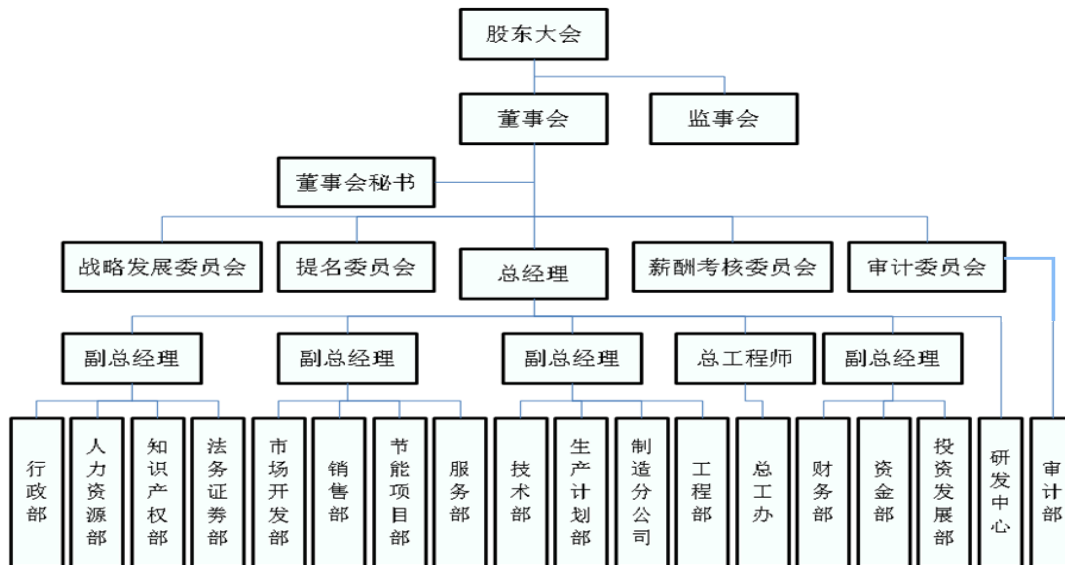 股东大会
董事会
监事会
董事会秘书
战略发展委员会
提名委员会
总经理
薪酬考核委员会
审计委员会
副总经理
副总经理
副总经理
总工程师
副总经理
行政部
人力资源部
知识产权部
法务证券部
市场开发部
销售部
节能项目部
服务部
技术部
生产计划部
制造分公司
工程部
总工办
财务部
资金部
投资发展部
研发中心
审计部